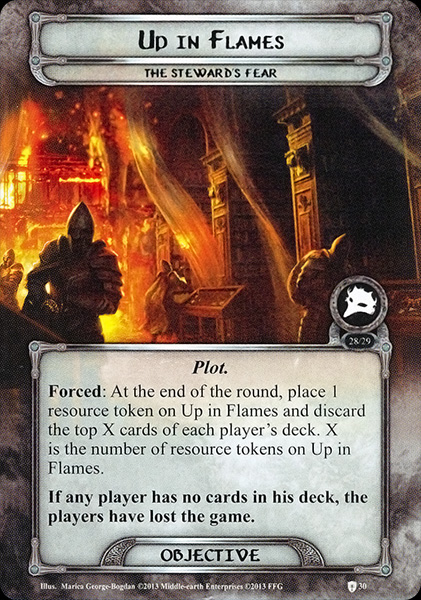 Up in Flames
The Steward's Fear
28/29
Plot.
Forced: At the end of the round, place 1
resource token on Up in Flames and discard
the top X cards of each player's deck. X
is the number of resource tokens on Up in
Flames.
If any player has no cards in his deck, the
players have lost the game.
Objective
Illus. Marica George-Bogdan ©2013 Middle-earth Enterprises ©2013 FFG 30